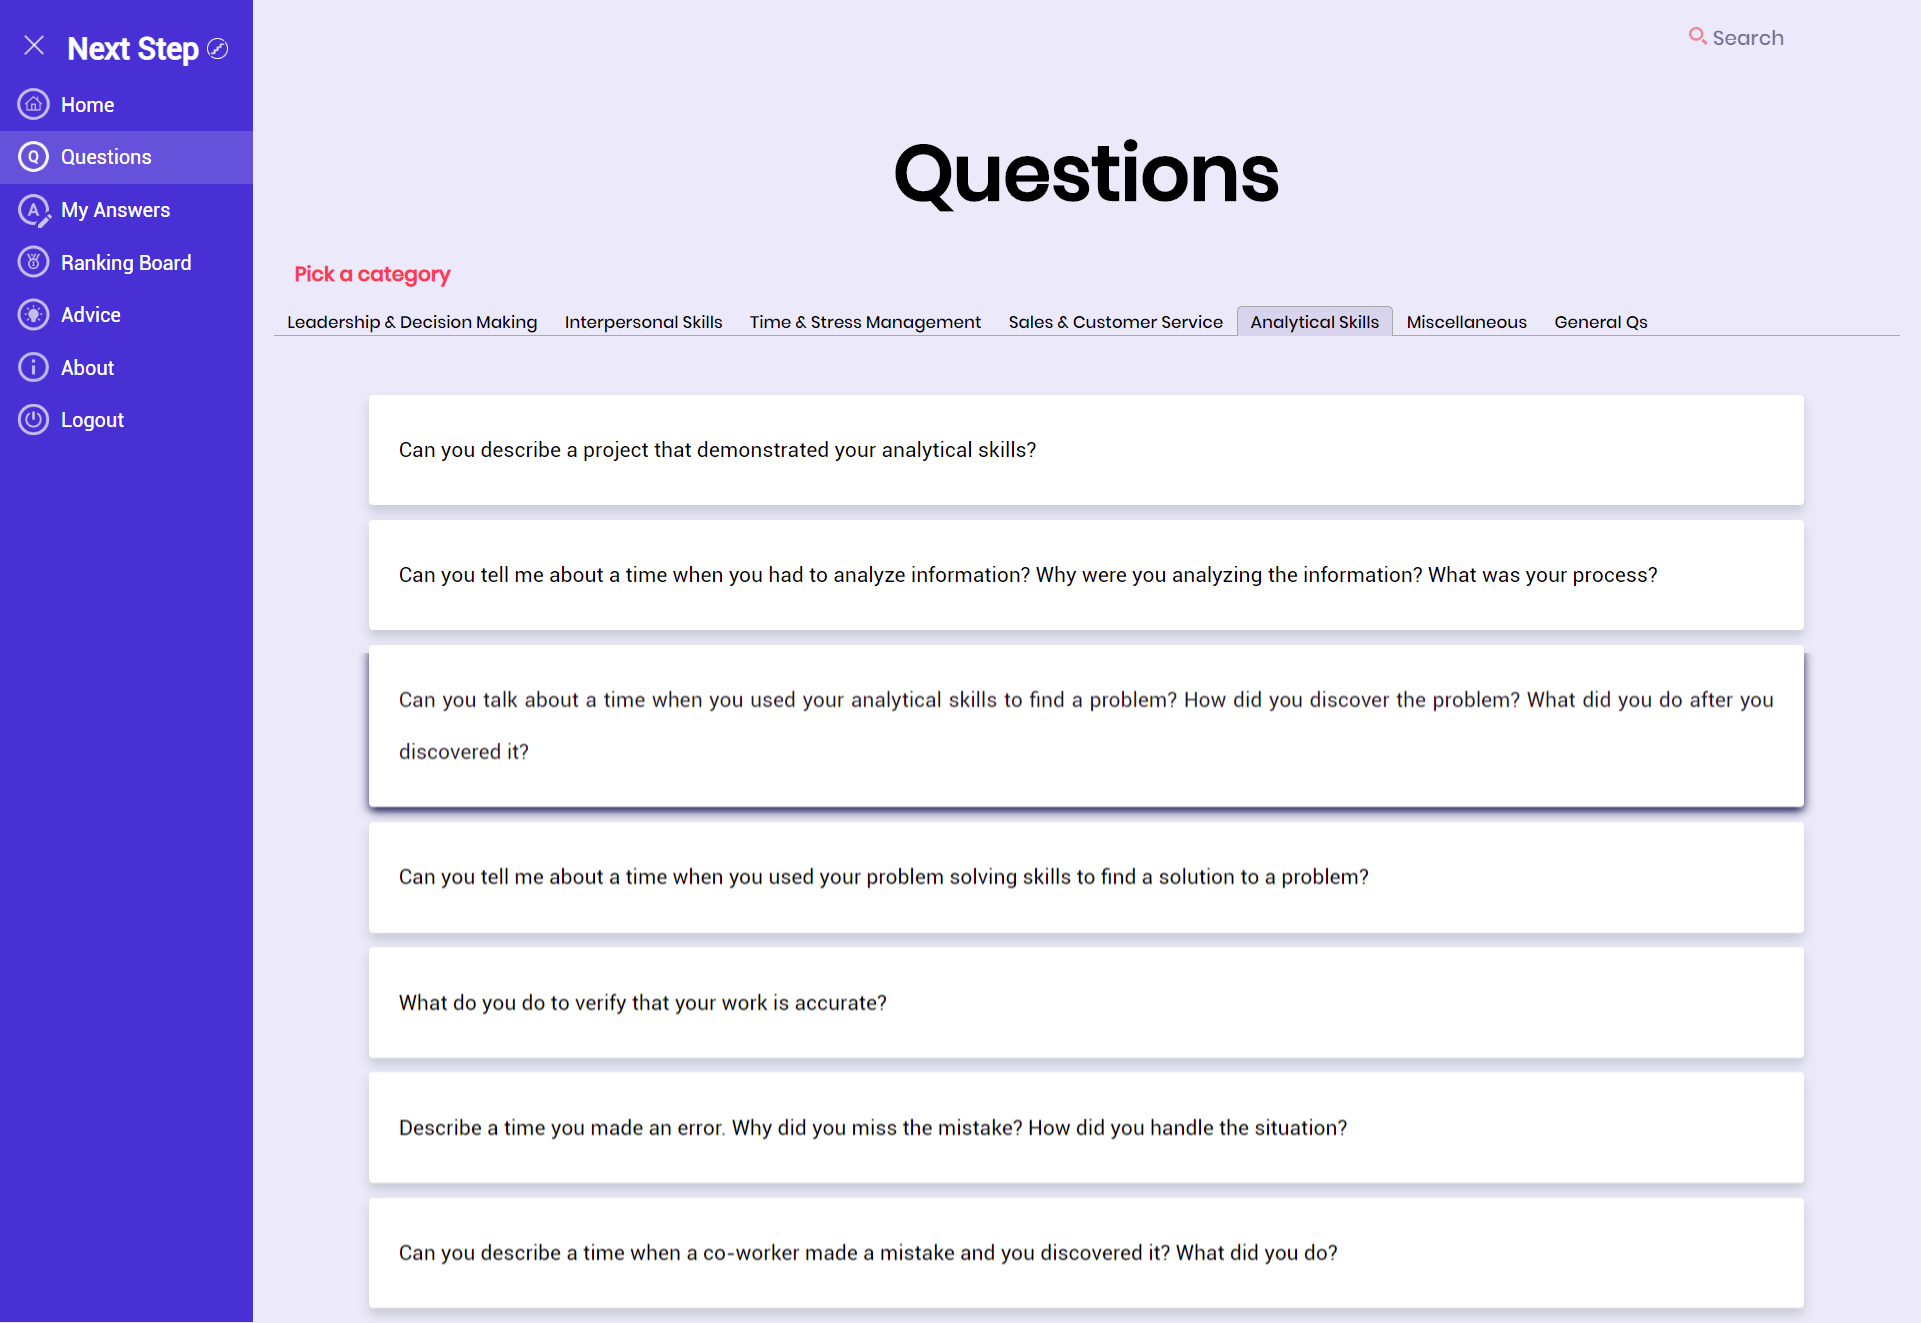 Next Step
Home
Q Questions
A My Answers
Ranking Board
Advice
About
Logout
Search
Questions
Pick a category
Leadership & Decision Making Interpersonal Skills Time & Stress Management Sales & Customer Service Analytical Skills Miscellaneous General Qs
Can you describe a project that demonstrated your analytical skills?
Can you tell me about a time when you had to analyze information? Why were you analyzing the information? What was your process?
Can you talk about a time when you used your analytical skills to find a problem? How did you discover the problem? What did you do after you
discovered it?
Can you tell me about a time when you used your problem solving skills to find a solution to a problem?
What do you do to verify that your work is accurate?
Describe a time you made an error. Why did you miss the mistake? How did you handle the situation?
Can you describe a time when a co-worker made a mistake and you discovered it? What did you do?